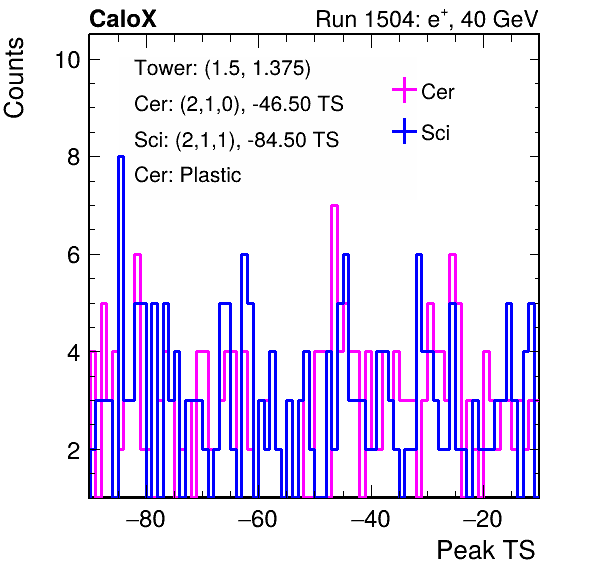 CaloX
Run 1504: e+, 40 GeV
Counts
10
8
6
4
2
Tower: (1.5, 1.375)
Cer: (2,1,0), -46.50 TS
Sci: (2,1,1), -84.50 TS
Cer: Plastic
Cer
Sci
−80
−60
−40
−20
Peak TS